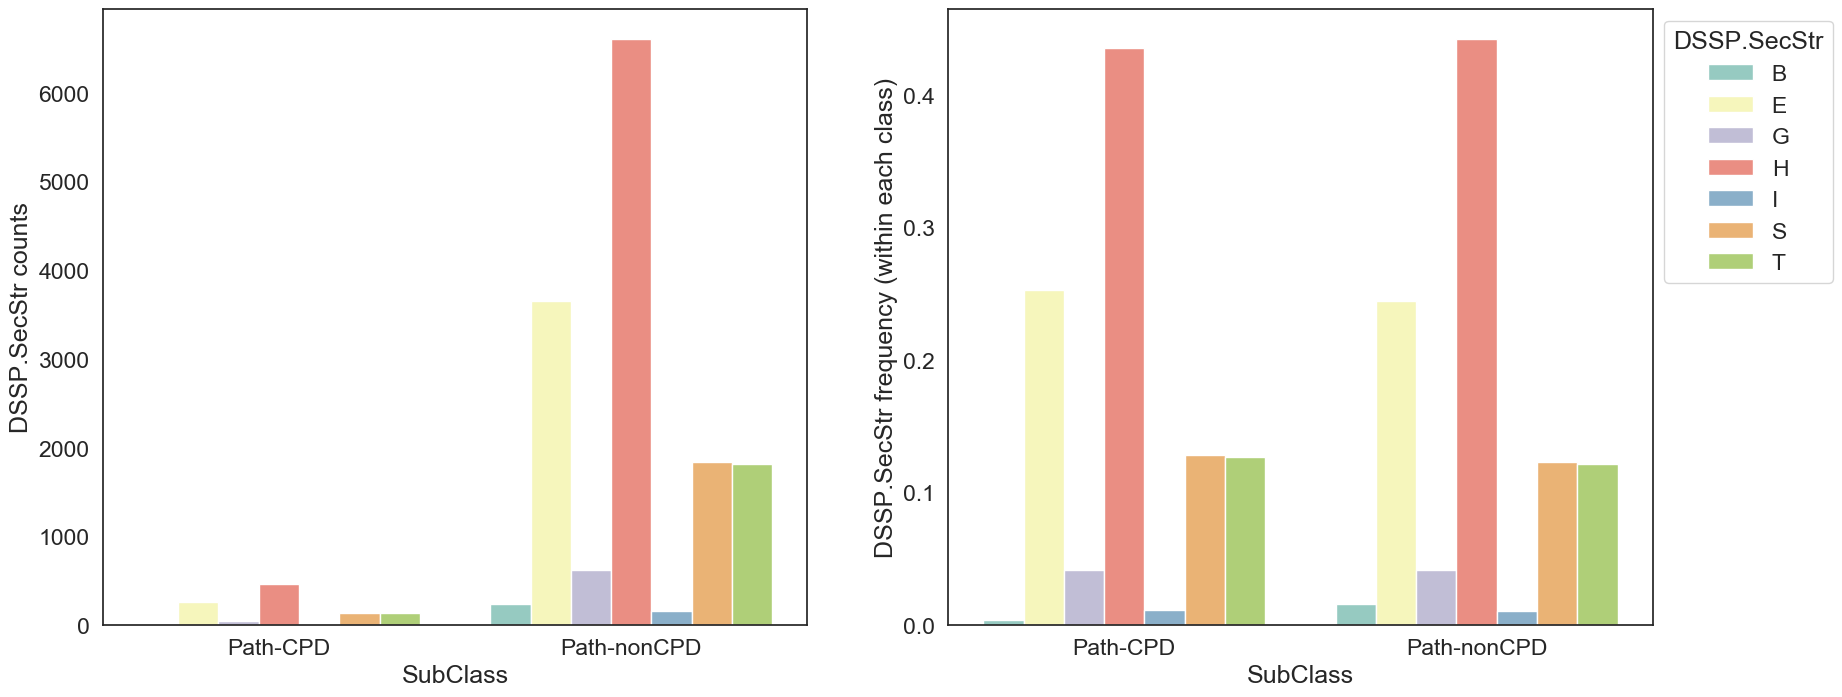 DSSP.SecStr counts
6000
5000
4000
3000
2000
1000
0
Path-CPD
Path-nonCPD
SubClass
DSSP.SecStr frequency (within each class)
0.4
0.3
0.2
0.1
0.0
Path-CPD
Path-nonCPD
SubClass
DSSP.SecStr
B
E
G
H
I
S
T